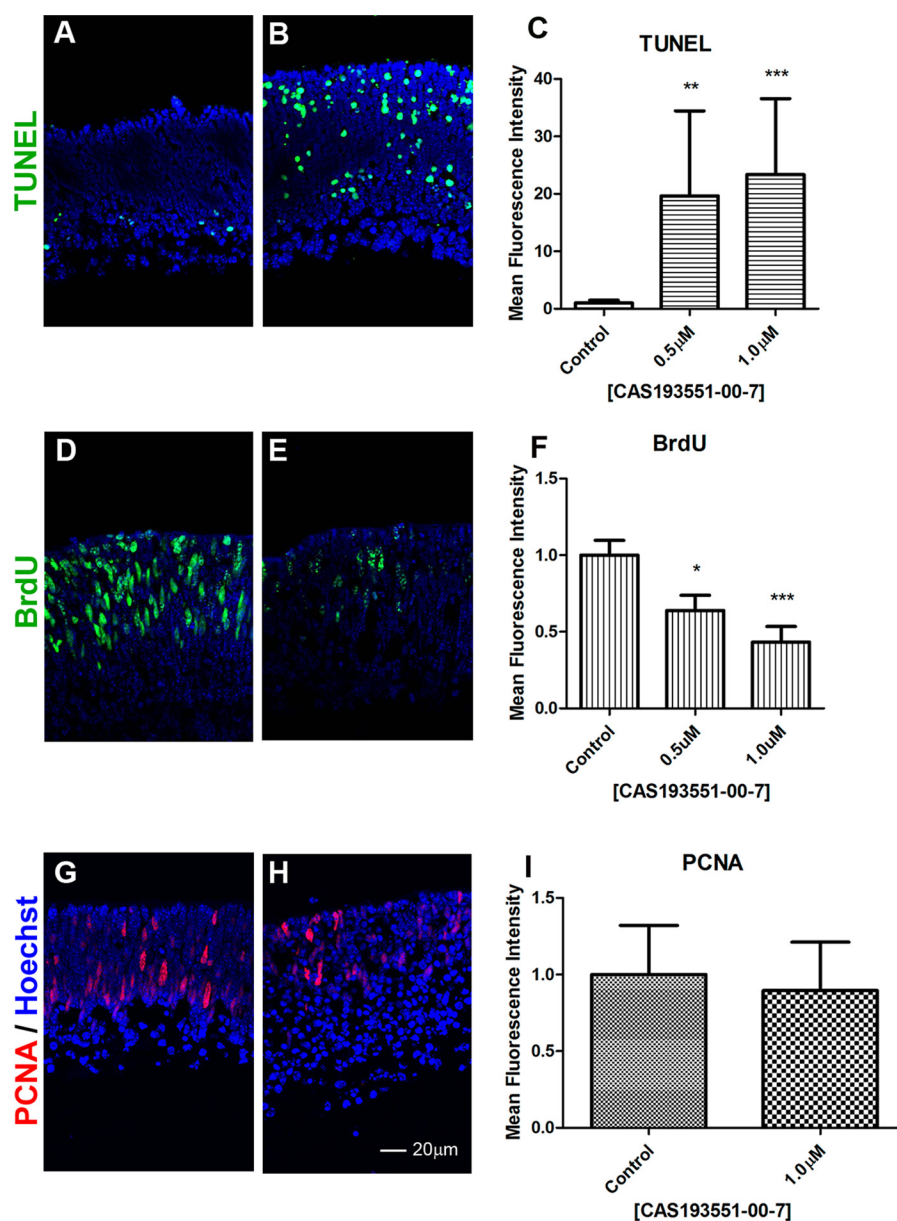 A
B
C
TUNEL
TUNEL
Mean Fluorescence Intensity
40
30
20
10
0
**
***
Control
0.5μM
1.0μM
[CAS193551-00-7]
D
E
F
BrdU
BrdU
Mean Fluorescence Intensity
1.5
1.0
0.5
0.0
*
***
Control
0.5uM
1.0uM
[CAS193551-00-7]
G
H
I
PCNA / Hoechst
20μm
PCNA
Mean Fluorescence Intensity
1.5
1.0
0.5
0.0
Control
1.0μM
[CAS193551-00-7]